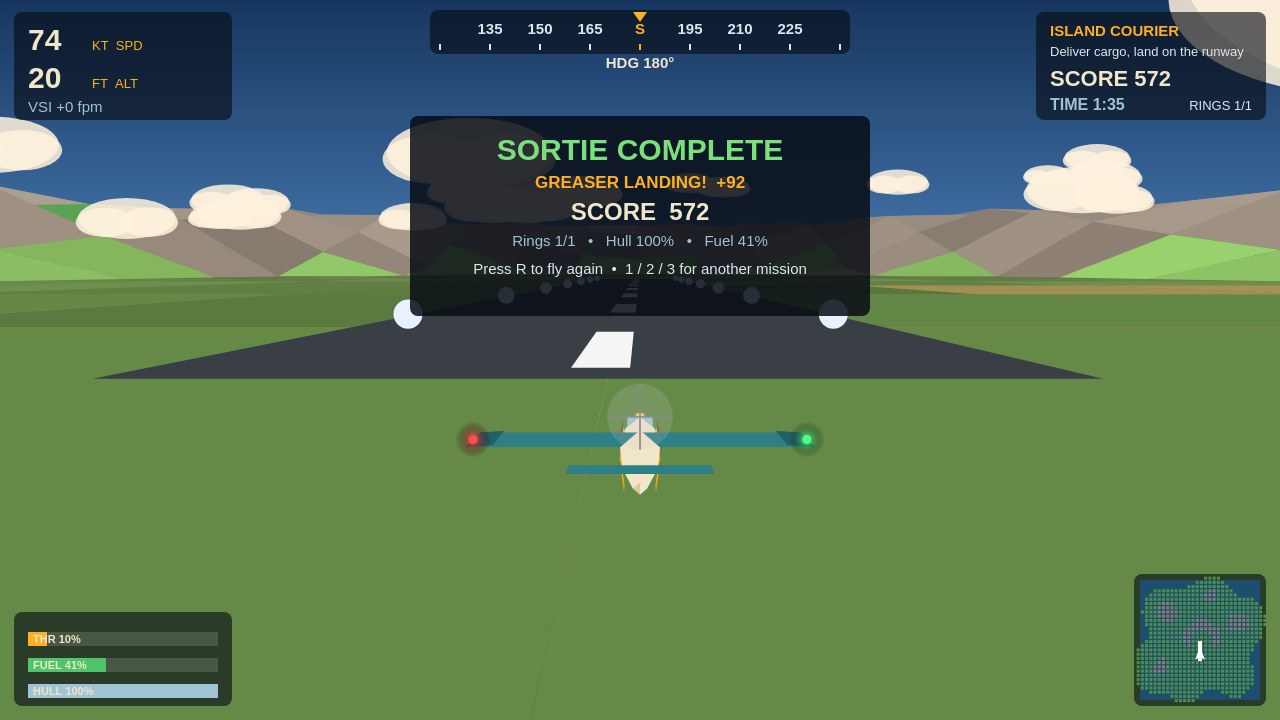 74 KT SPD
20 FT ALT
VSI +0 fpm
135 150 165 S 195 210 225
HDG 180°
ISLAND COURIER
Deliver cargo, land on the runway
SCORE 572
TIME 1:35 RINGS 1/1
SORTIE COMPLETE
GREASER LANDING! +92
SCORE 572
Rings 1/1 • Hull 100% • Fuel 41%
Press R to fly again • 1 / 2 / 3 for another mission
THR 10%
FUEL 41%
HULL 100%